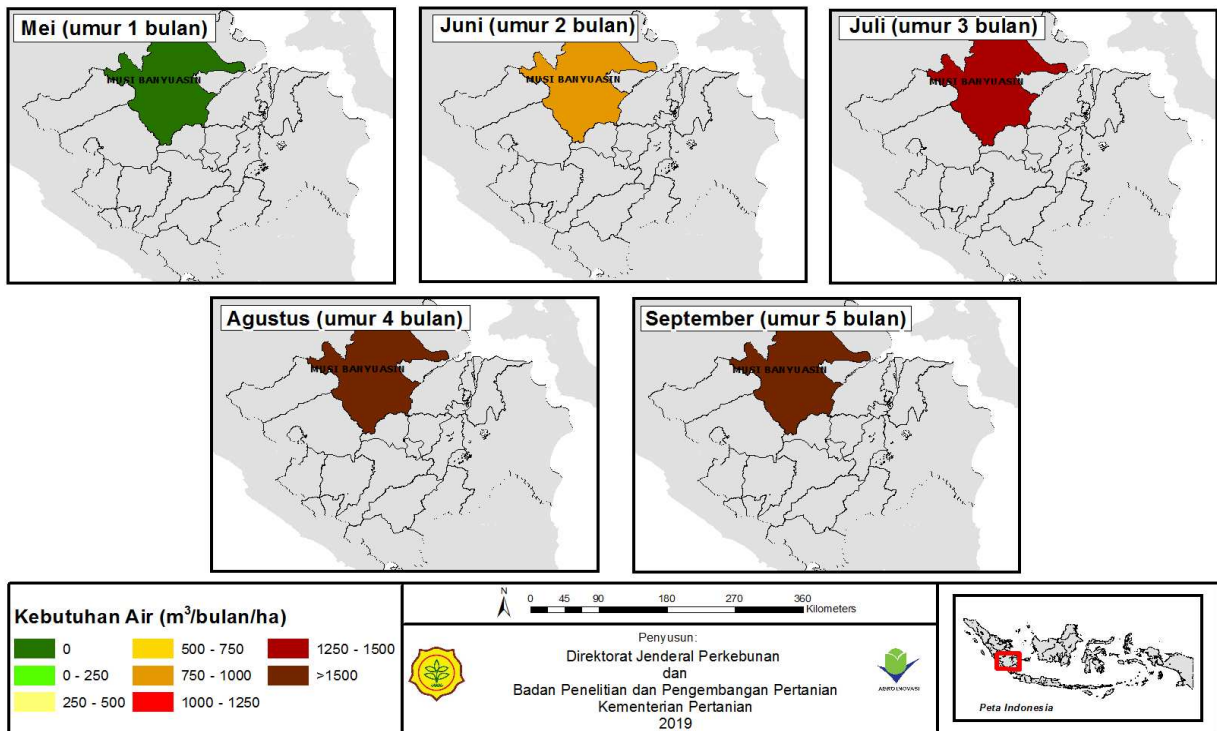 Mei (umur 1 bulan)
MUSI BANYUASIN
Juni (umur 2 bulan)
MUSI BANYUASIN
Juli (umur 3 bulan)
MUSI BANYUASIN
Agustus (umur 4 bulan)
MUSI BANYUASIN
September (umur 5 bulan)
MUSI BANYUASIN
Kebutuhan Air (m³/bulan/ha)
0
0 - 250
250 - 500
500 - 750
750 - 1000
1000 - 1250
1250 - 1500
>1500
N
0 45 90 180 270 360
Kilometers
Penyusun:
Direktorat Jenderal Perkebunan
dan
Badan Penelitian dan Pengembangan Pertanian
Kementerian Pertanian
2019
AGRO INOVASI
Peta Indonesia